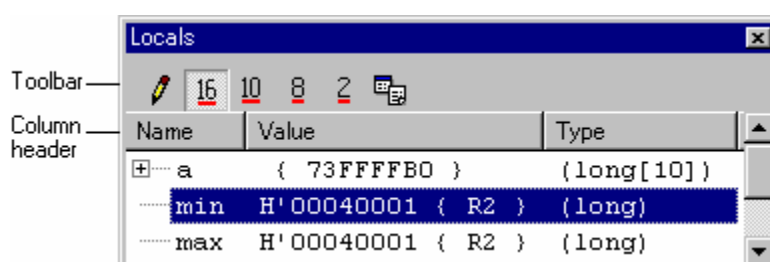 Locals
Toolbar
16 10 8 2
Column header
Name Value Type
a { 73FFFFB0 } (long[10])
min H'00040001 { R2 } (long)
max H'00040001 { R2 } (long)